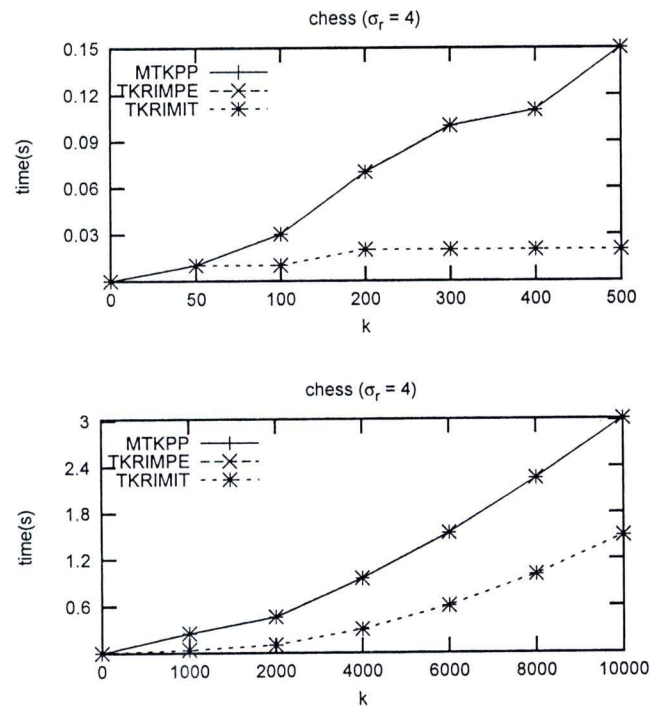 chess (σr = 4)
0.15
0.12
0.09
0.06
0.03
time(s)
MTKPP
TKRIMPE
TKRIMIT
0 50 100 200 300 400 500
k
chess (σr = 4)
3
2.4
1.8
1.2
0.6
time(s)
MTKPP
TKRIMPE
TKRIMIT
0 1000 2000 4000 6000 8000 10000
k